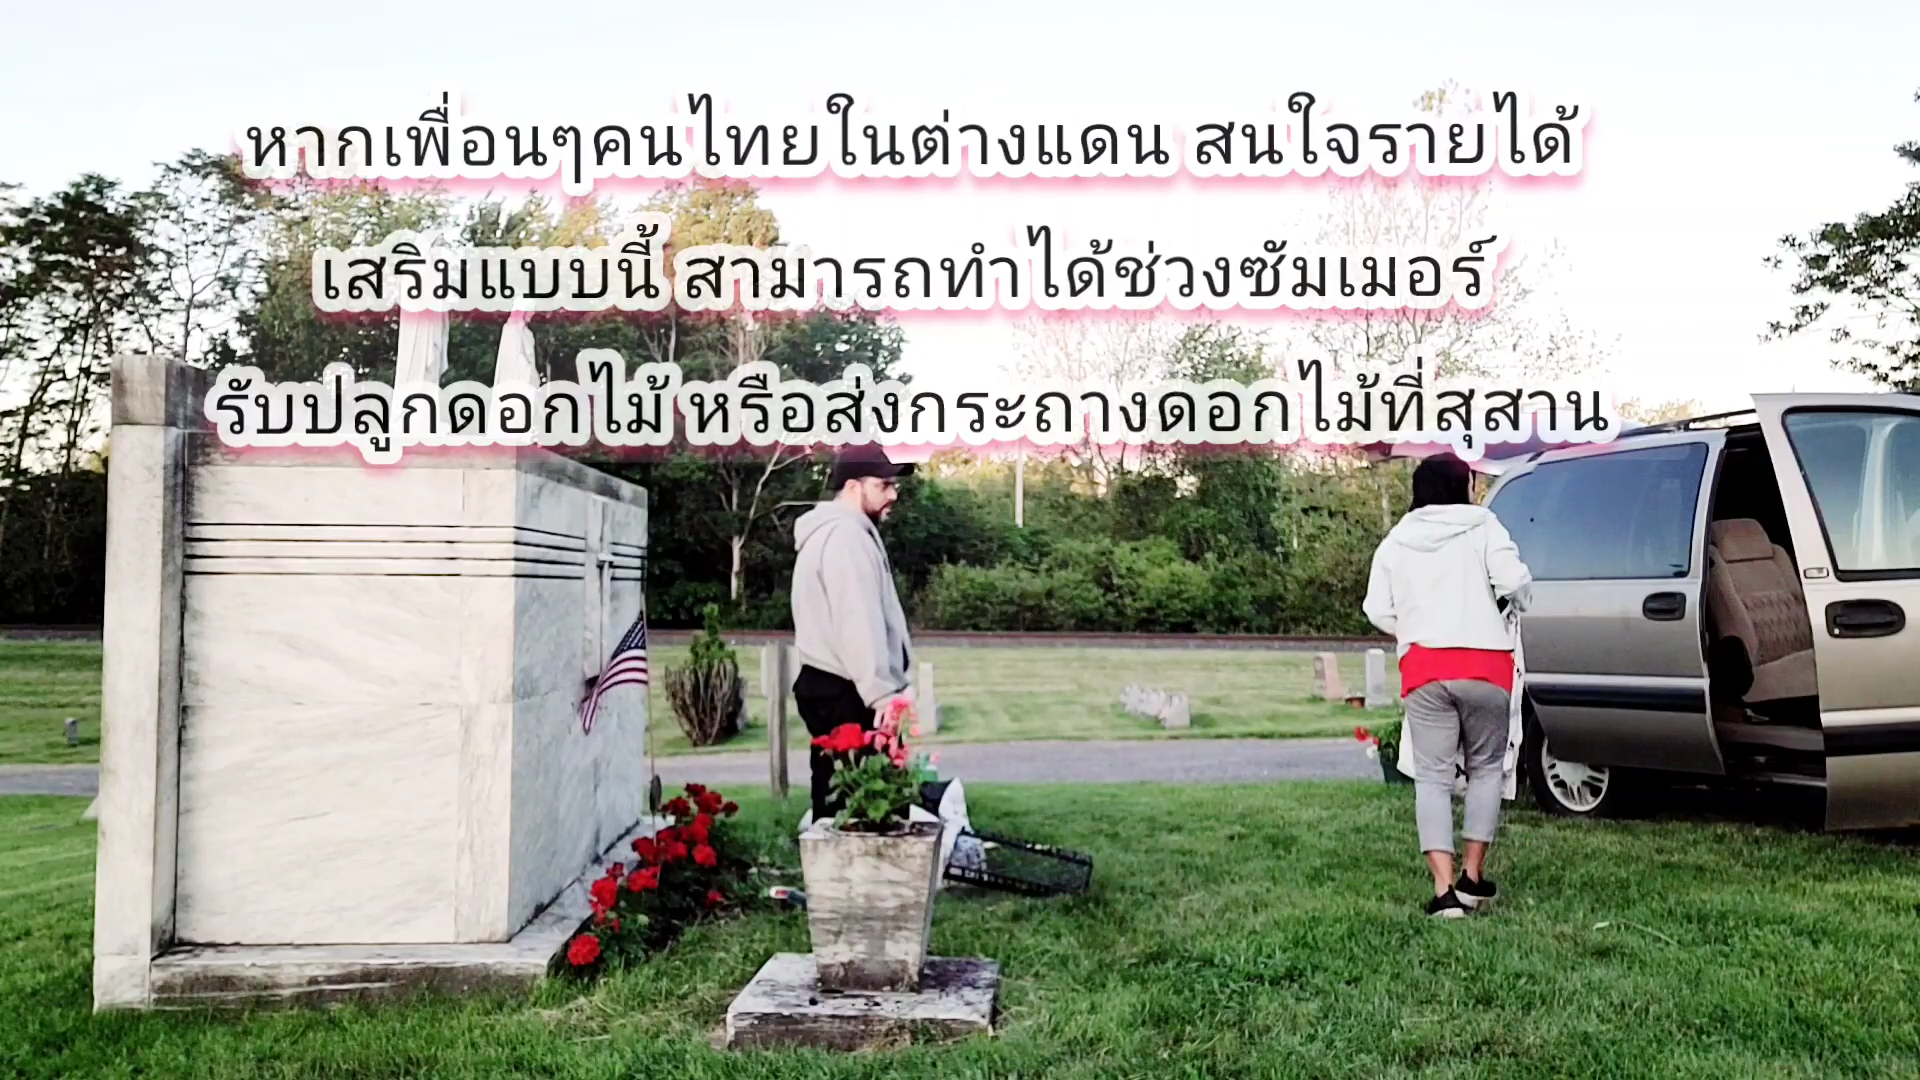 หากเพื่อนๆคนไทยในต่างแดน สนใจรายได้
เสริมแบบนี้ สามารถทำได้ช่วงซัมเมอร์
รับปลูกดอกไม้ หรือส่งกระถางดอกไม้ที่สุสาน